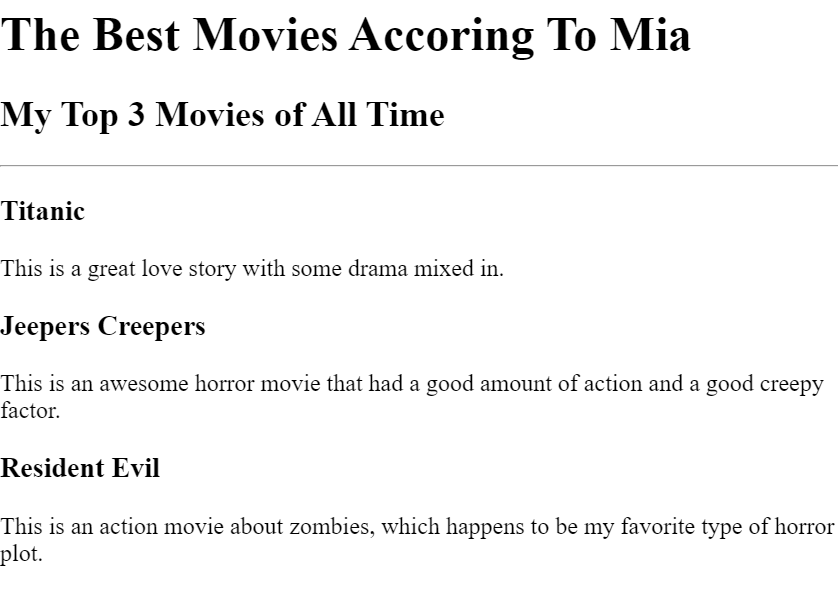 The Best Movies Accoring To Mia
My Top 3 Movies of All Time
Titanic
This is a great love story with some drama mixed in.
Jeepers Creepers
This is an awesome horror movie that had a good amount of action and a good creepy
factor.
Resident Evil
This is an action movie about zombies, which happens to be my favorite type of horror
plot.